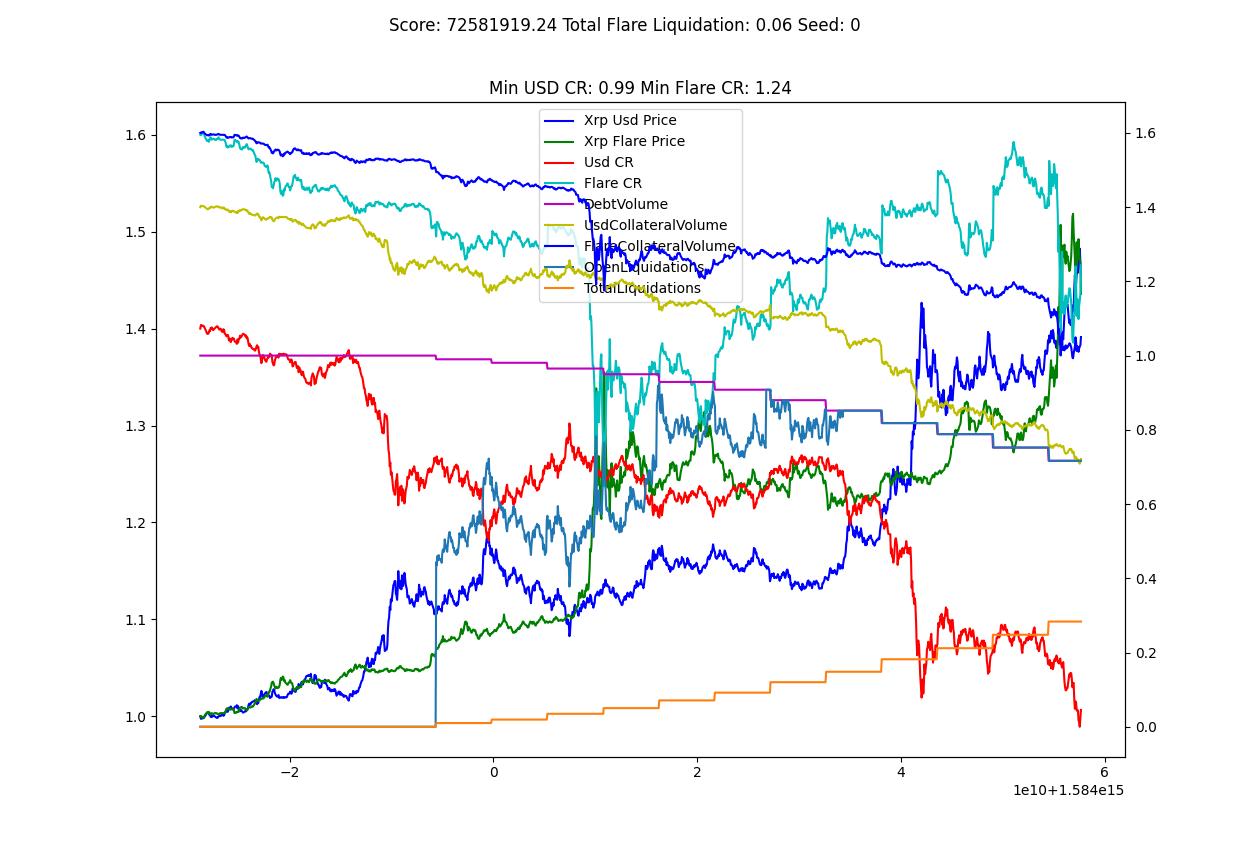 Score: 72581919.24 Total Flare Liquidation: 0.06 Seed: 0
Min USD CR: 0.99 Min Flare CR: 1.24
Xrp Usd Price
Xrp Flare Price
Usd CR
Flare CR
DebtVolume
UsdCollateralVolume
FlareCollateralVolume
OpenLiquidations
TotalLiquidations
1.6
1.5
1.4
1.3
1.2
1.1
1.0
1.6
1.4
1.2
1.0
0.8
0.6
0.4
0.2
0.0
−2 0 2 4 6
1e10+1.584e15